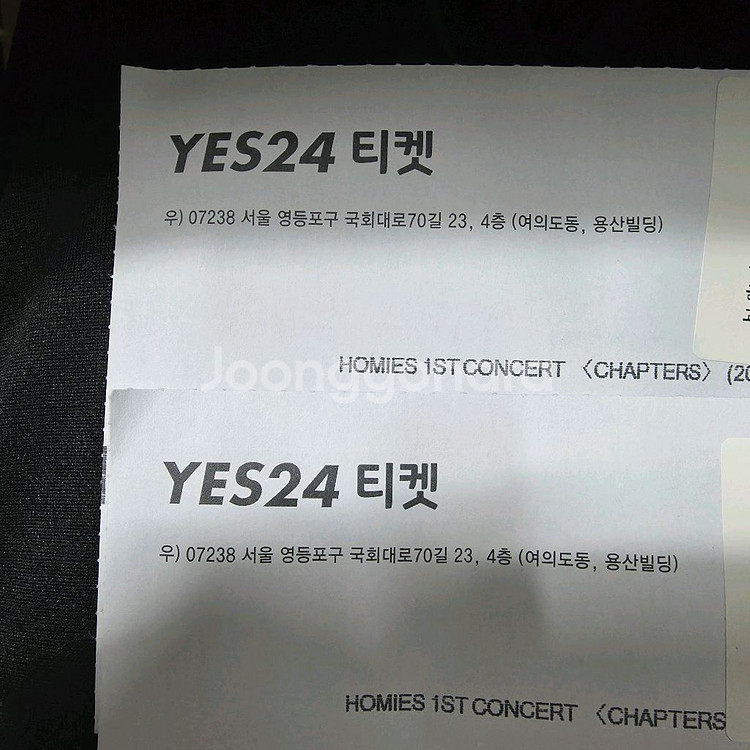 YES24 티켓
우) 07238 서울 영등포구 국회대로70길 23, 4층 (여의도동, 용산빌딩)
HOMIES 1ST CONCERT 〈CHAPTERS〉 (20
Joonggonara
YES24 티켓
우) 07238 서울 영등포구 국회대로70길 23, 4층 (여의도동, 용산빌딩)
HOMIES 1ST CONCERT 〈CHAPTERS